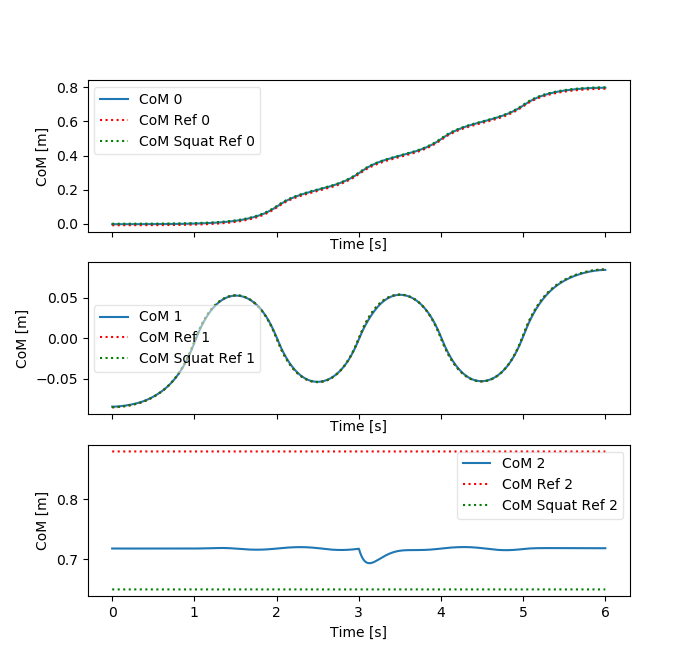 0.8
0.6
0.4
0.2
0.0
CoM [m]
CoM 0
CoM Ref 0
CoM Squat Ref 0
Time [s]
0.05
0.00
−0.05
CoM [m]
CoM 1
CoM Ref 1
CoM Squat Ref 1
Time [s]
0.8
0.7
CoM [m]
CoM 2
CoM Ref 2
CoM Squat Ref 2
0 1 2 3 4 5 6
Time [s]